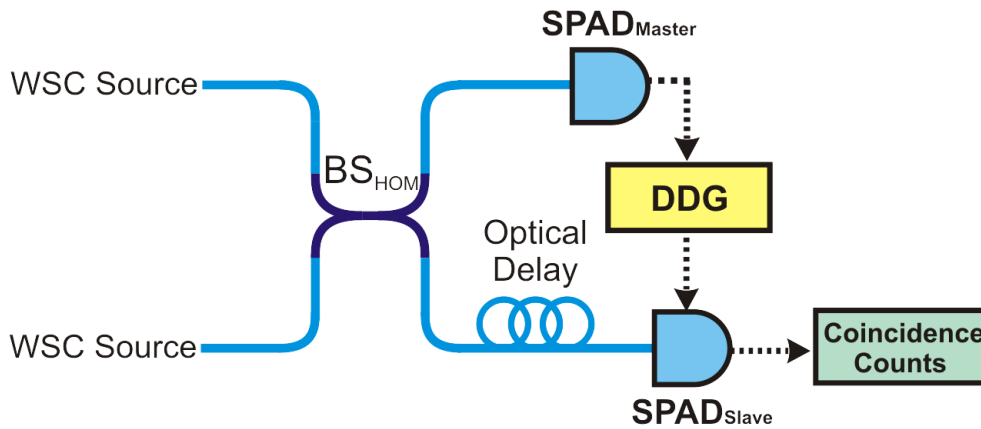 SPADMaster
WSC Source
BSHOM
DDG
Optical
Delay
WSC Source
Coincidence
Counts
SPADSlave